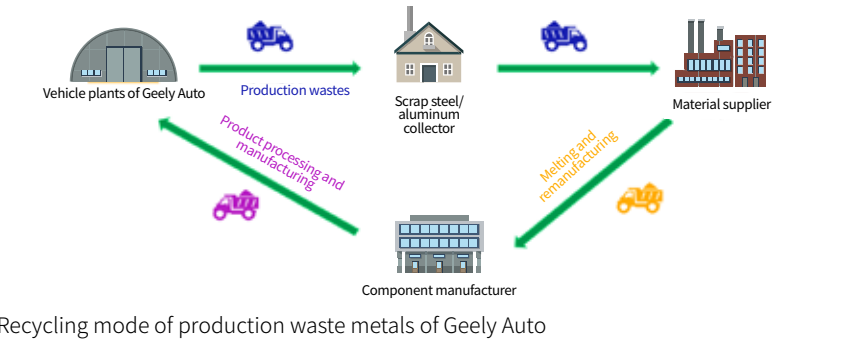 Vehicle plants of Geely Auto
Production wastes
Scrap steel/
aluminum
collector
Material supplier
Product processing and
manufacturing
Melting and
remanufacturing
Component manufacturer
Recycling mode of production waste metals of Geely Auto